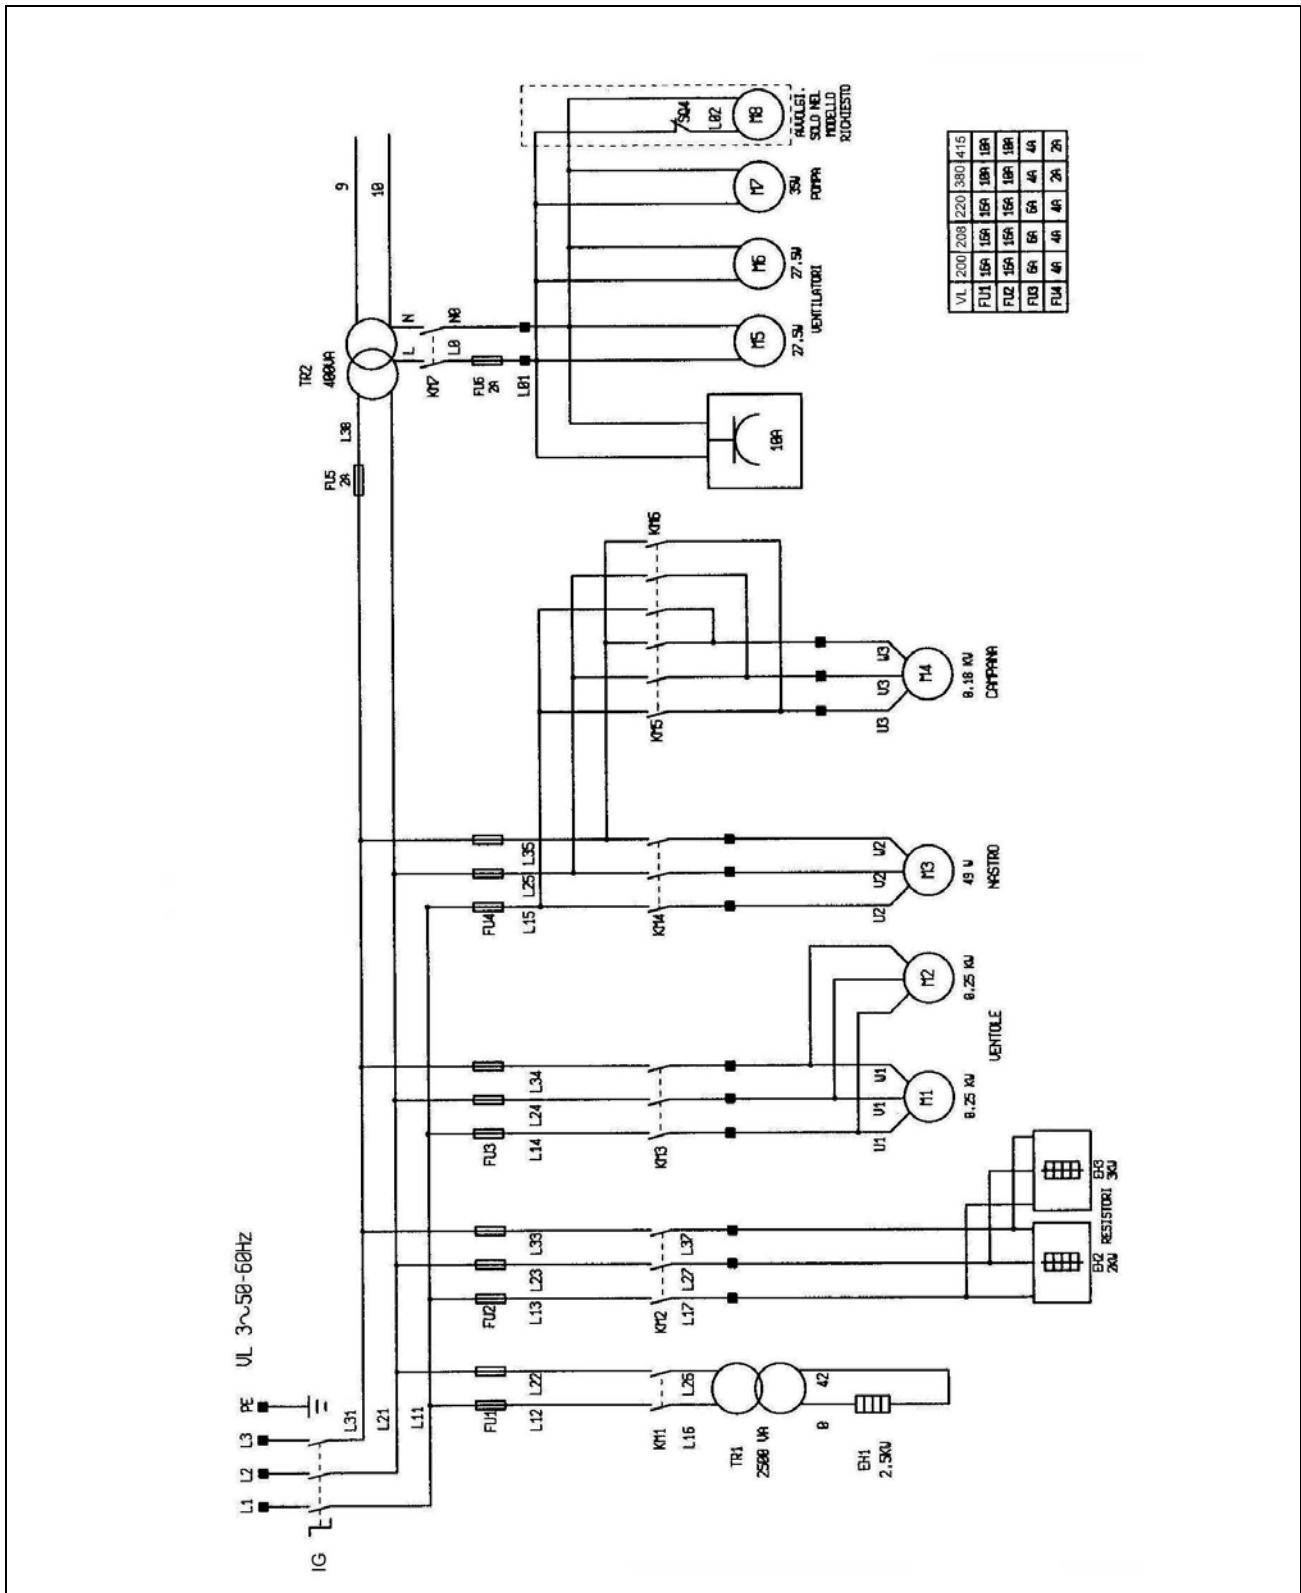 VL 3~50-60Hz
L1
L2
L3
PE
IG
L31
L21
L11
FU1
L12
L22
KM1
L16
L26
TR1
2500 VA
0
42
EH1
2.5KW
FU2
L13
L23
L33
KM2
L17
L27
L37
EH2
2KW
RESISTORI
EH3
3KW
FU3
L14
L24
L34
KM3
U1
V1
W1
M1
0.25 KW
VENTOLE
M2
0.25 KW
FU4
L15
L25
L35
KM4
U2
V2
W2
M3
49 W
NASTRO
KM5
KM6
U3
V3
W3
M4
0.18 KW
CAMPANA
FU5
2A
L38
TR2
400VA
9
10
L
N
KM7
L0
N0
FU6
2A
L01
10A
M5
27,5W
VENTILATORI
M6
27,5W
M7
35W
POMPA
SQ4
L02
M8
AVVOLGI.
SOLO NEL
MODELLO
RICHIESTO
VL 200 208 220 380 415
FU1 16A 16A 16A 10A 10A
FU2 16A 16A 16A 10A 10A
FU3 6A 6A 6A 4A 4A
FU4 4A 4A 4A 2A 2A